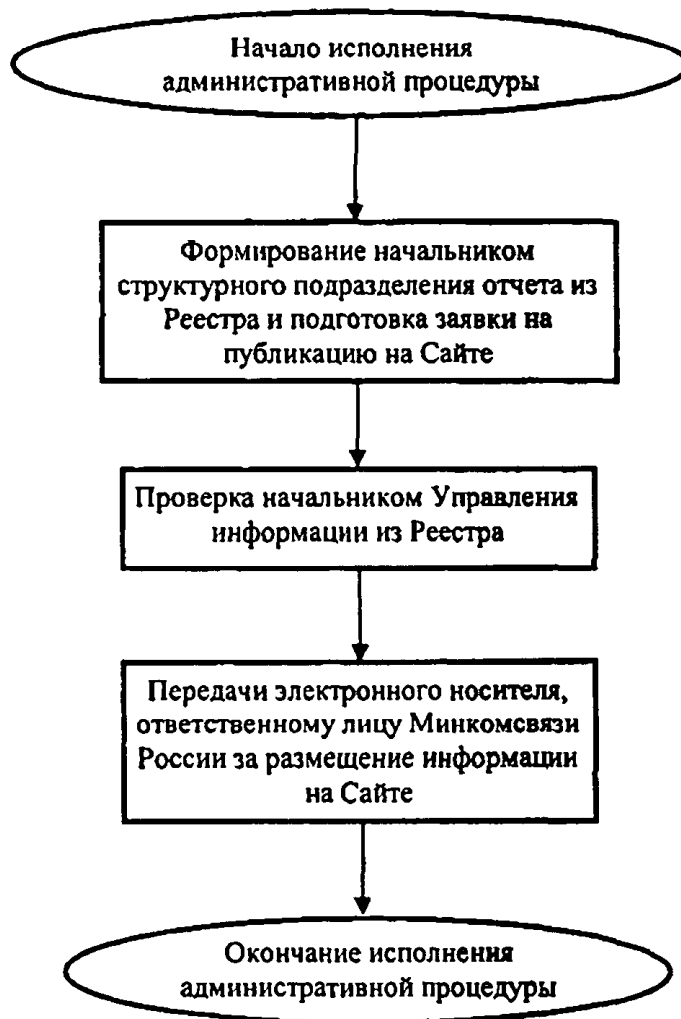 Начало исполнения
административной процедуры
Формирование начальником
структурного подразделения отчета из
Реестра и подготовка заявки на
публикацию на Сайте
Проверка начальником Управления
информации из Реестра
Передачи электронного носителя,
ответственному лицу Минкомсвязи
России за размещение информации
на Сайте
Окончание исполнения
административной процедуры